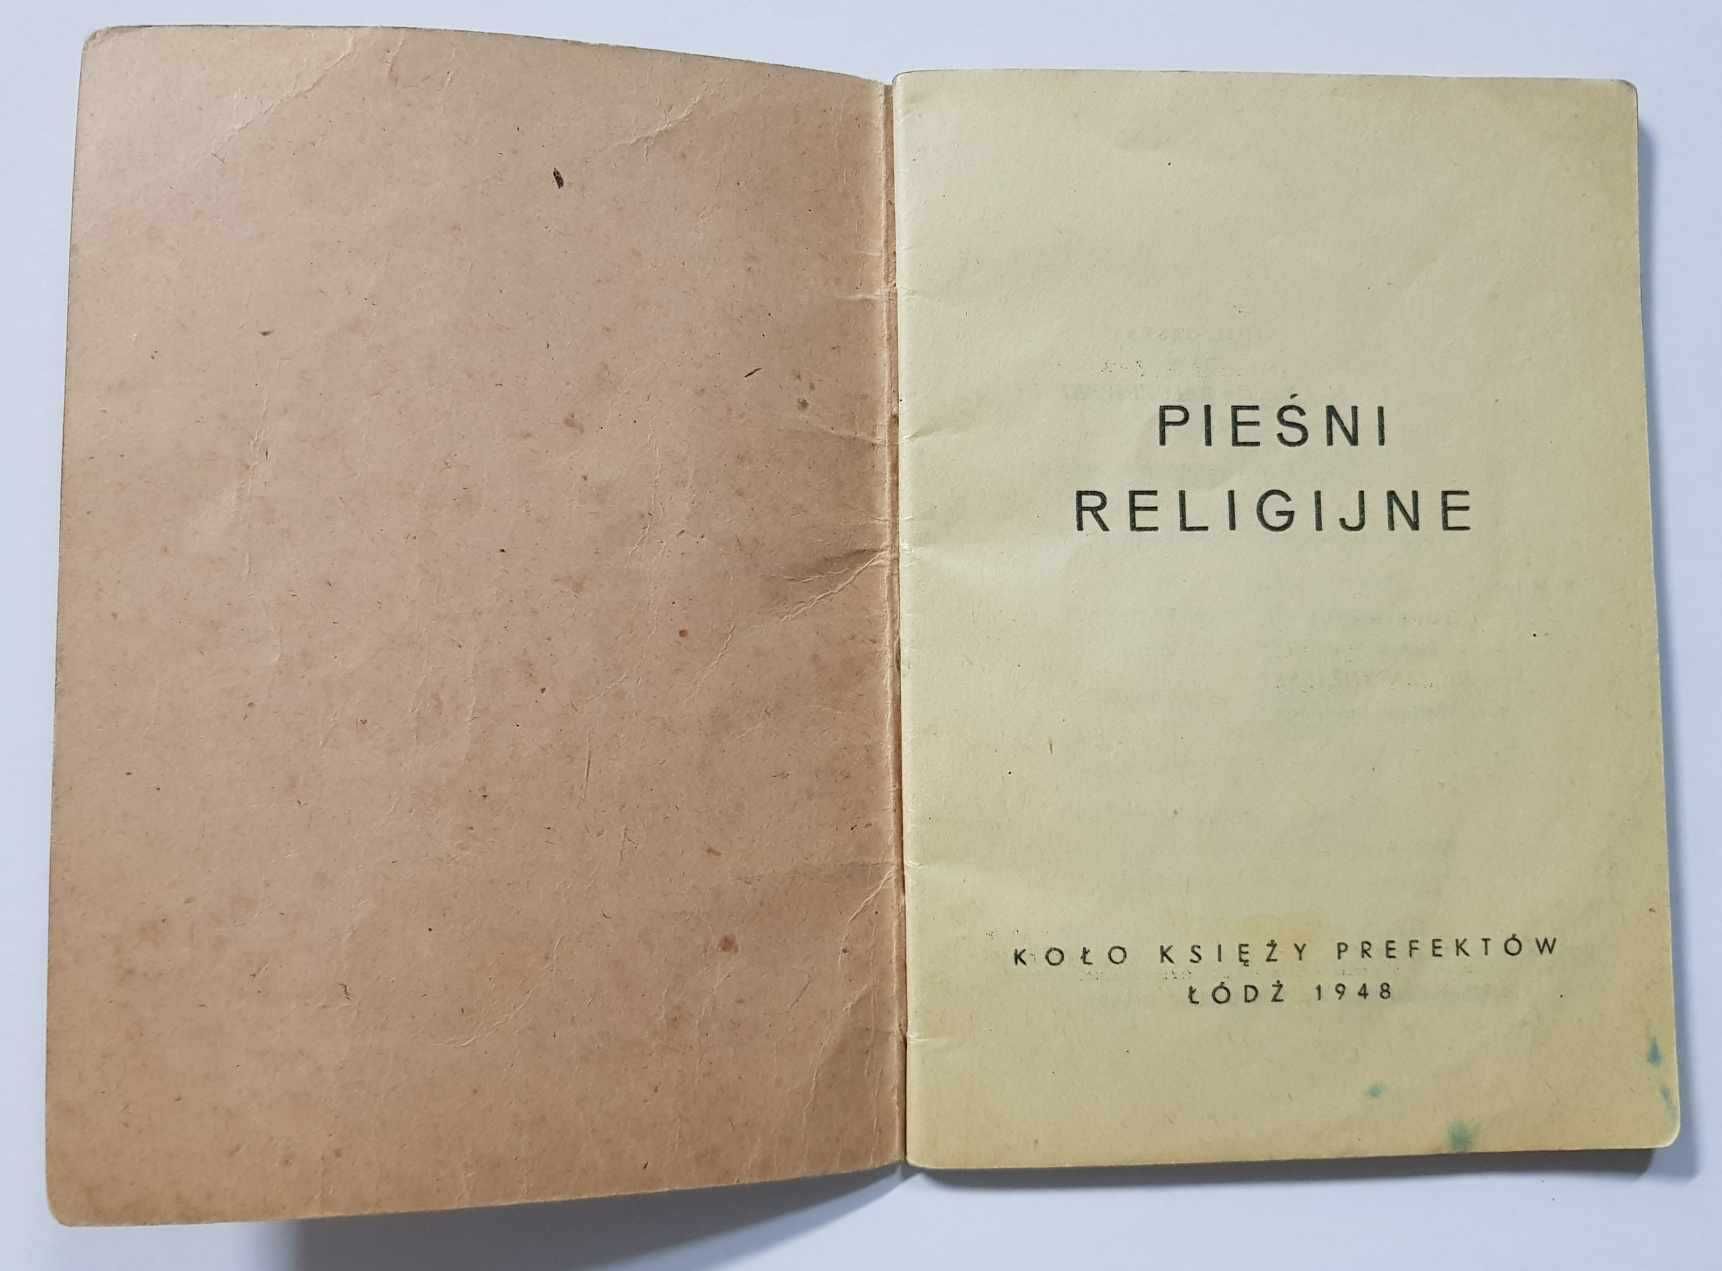 PIEŚNI
RELIGIJNE
KOŁO KSIĘŻY PREFEKTÓW
ŁÓDŹ 1948